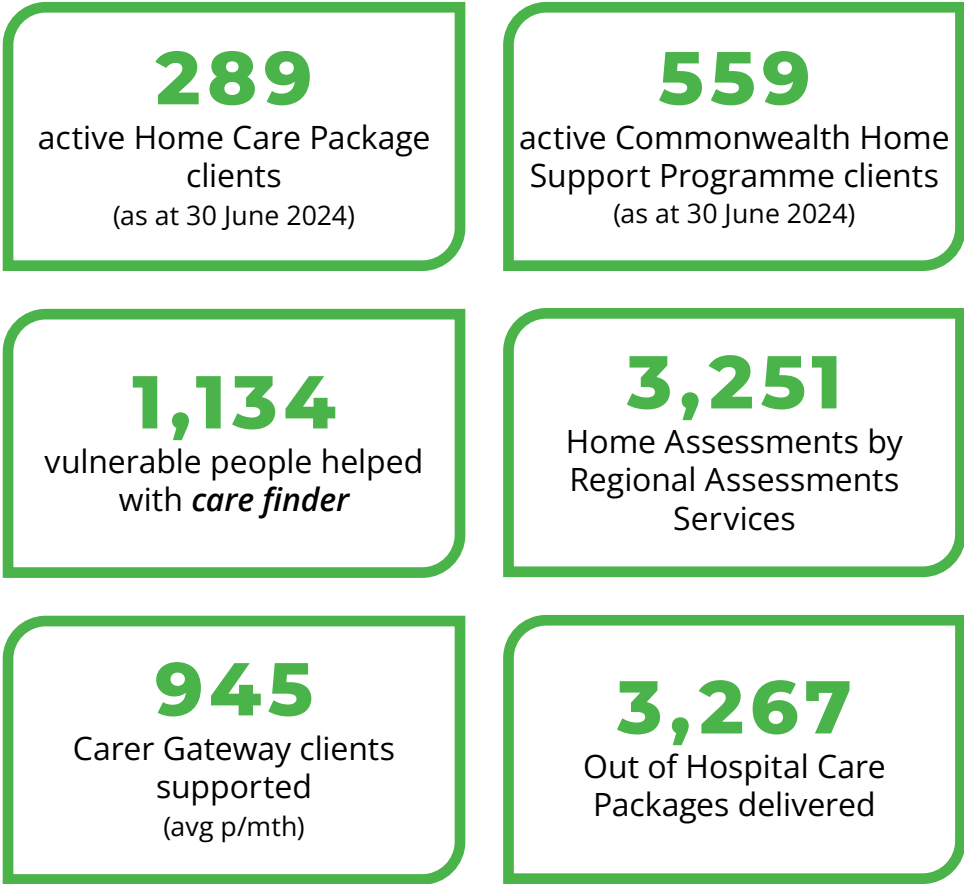 289
active Home Care Package
clients
(as at 30 June 2024)
559
active Commonwealth Home
Support Programme clients
(as at 30 June 2024)
1,134
vulnerable people helped
with care finder
3,251
Home Assessments by
Regional Assessments
Services
945
Carer Gateway clients
supported
(avg p/mth)
3,267
Out of Hospital Care
Packages delivered